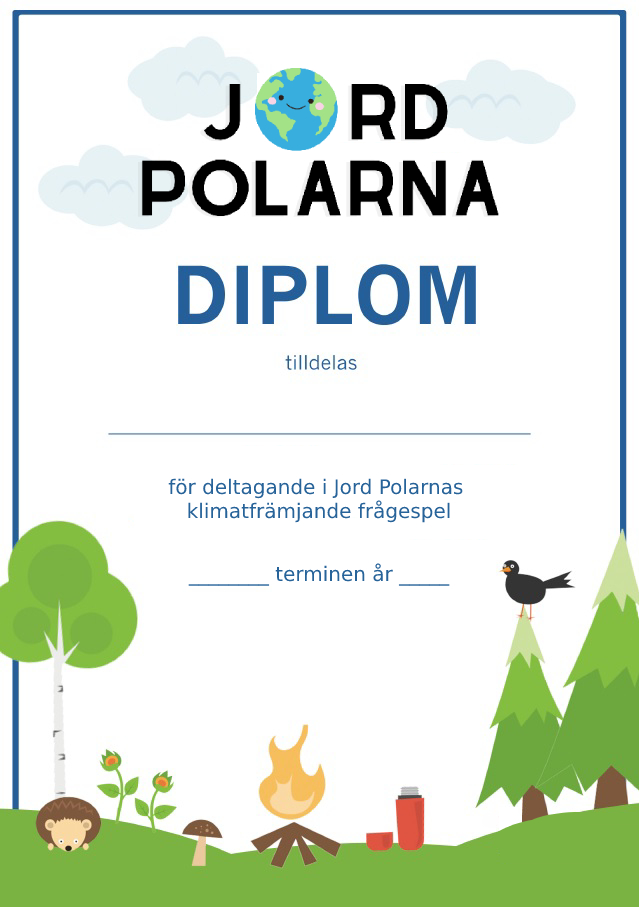 JORD
POLARNA
DIPLOM
tilldelas
för deltagande i Jord Polarnas
klimatfrämjande frågespel
________ terminen år _____